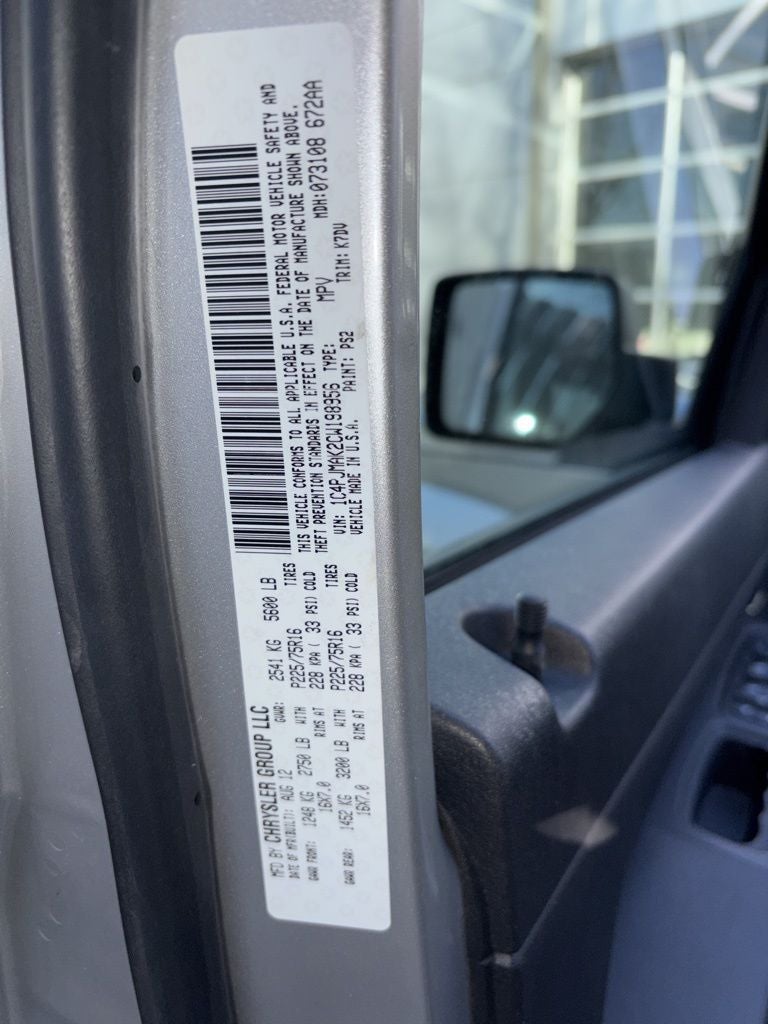 MFD BY CHRYSLER GROUP LLC
DATE OF MFR(BUILT): AUG 12 GVWR: 2541 KG 5600 LB
GAWR FRONT: 1248 KG 2750 LB WITH P225/75R16 TIRES
16X7.0 RIMS AT 228 KPA ( 33 PSI) COLD
GAWR REAR: 1452 KG 3200 LB WITH P225/75R16 TIRES
16X7.0 RIMS AT 228 KPA ( 33 PSI) COLD
THIS VEHICLE CONFORMS TO ALL APPLICABLE U.S.A. FEDERAL MOTOR VEHICLE SAFETY AND
THEFT PREVENTION STANDARDS IN EFFECT ON THE DATE OF MANUFACTURE SHOWN ABOVE.
VIN: 1C4PJMAK2CW198956 TYPE: MPV MDH:073108 672AA
VEHICLE MADE IN U.S.A. PAINT: PS2 TRIM: K7DV